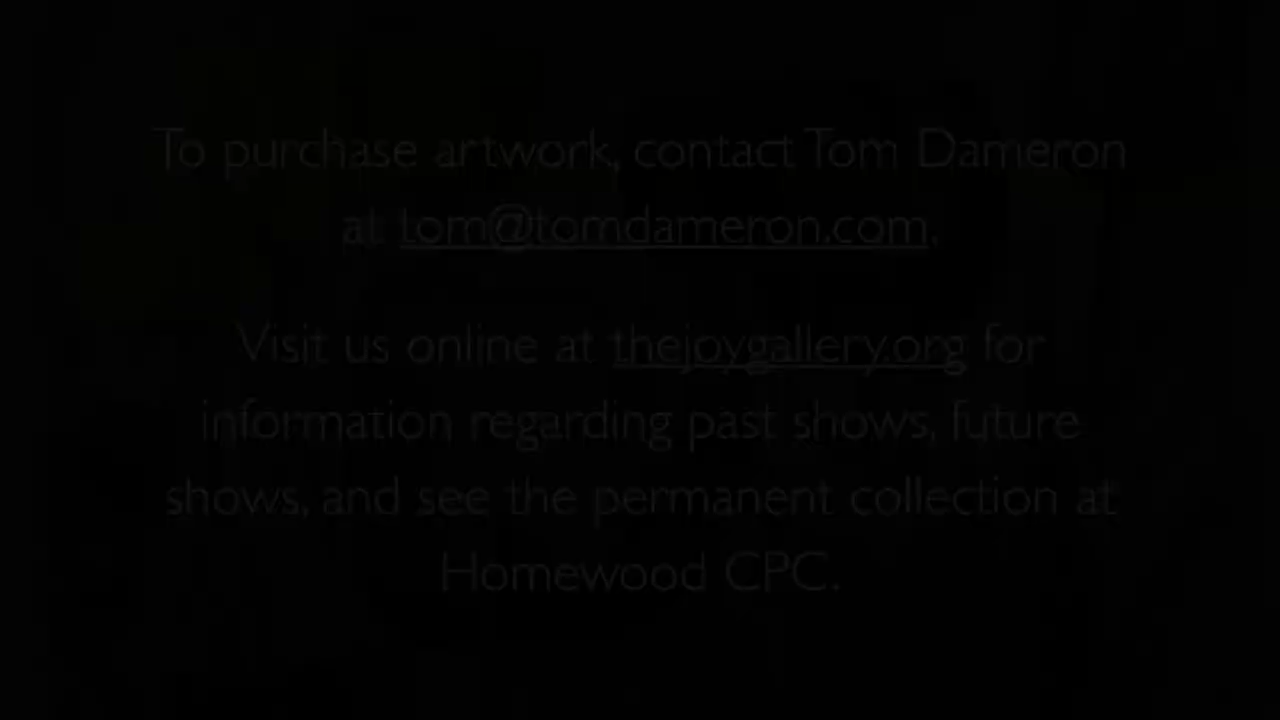 To purchase artwork, contact Tom Dameron
at tom@tomdameron.com.
Visit us online at thejoygallery.org for
information regarding past shows, future
shows, and see the permanent collection at
Homewood CPC.